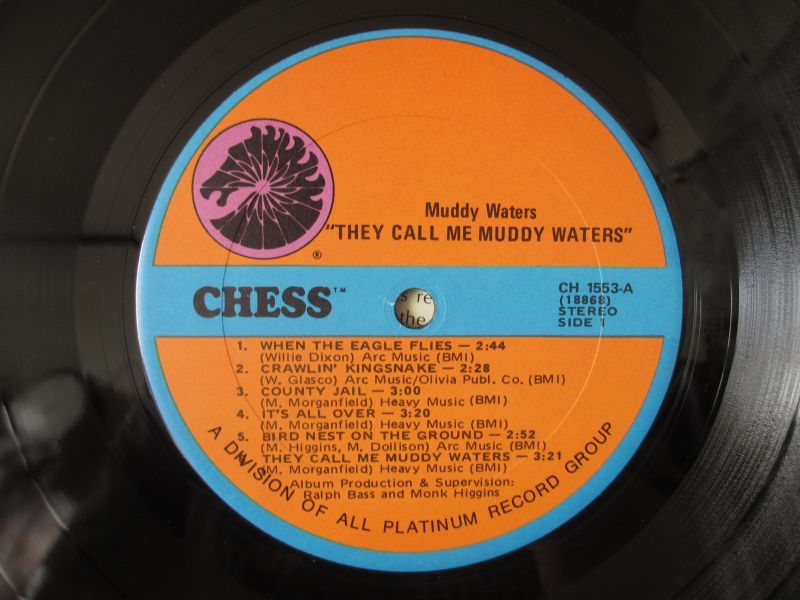 Muddy Waters
"THEY CALL ME MUDDY WATERS"
®
CHESS™
CH 1553-A
(18868)
STEREO
SIDE 1
s re
the
1. WHEN THE EAGLE FLIES — 2:44
(Willie Dixon) Arc Music (BMI)
2. CRAWLIN' KINGSNAKE — 2:28
(W. Glasco) Arc Music/Olivia Publ. Co. (BMI)
3. COUNTY JAIL — 3:00
(M. Morganfield) Heavy Music (BMI)
4. IT'S ALL OVER — 3:20
(M. Morganfield) Heavy Music (BMI)
5. BIRD NEST ON THE GROUND — 2:52
(M. Higgins, M. Dollison) Arc Music (BMI)
THEY CALL ME MUDDY WATERS — 3:21
(M. Morganfield) Heavy Music (BMI)
Album Production & Supervision:
Ralph Bass and Monk Higgins
A DIVISION OF ALL PLATINUM RECORD GROUP